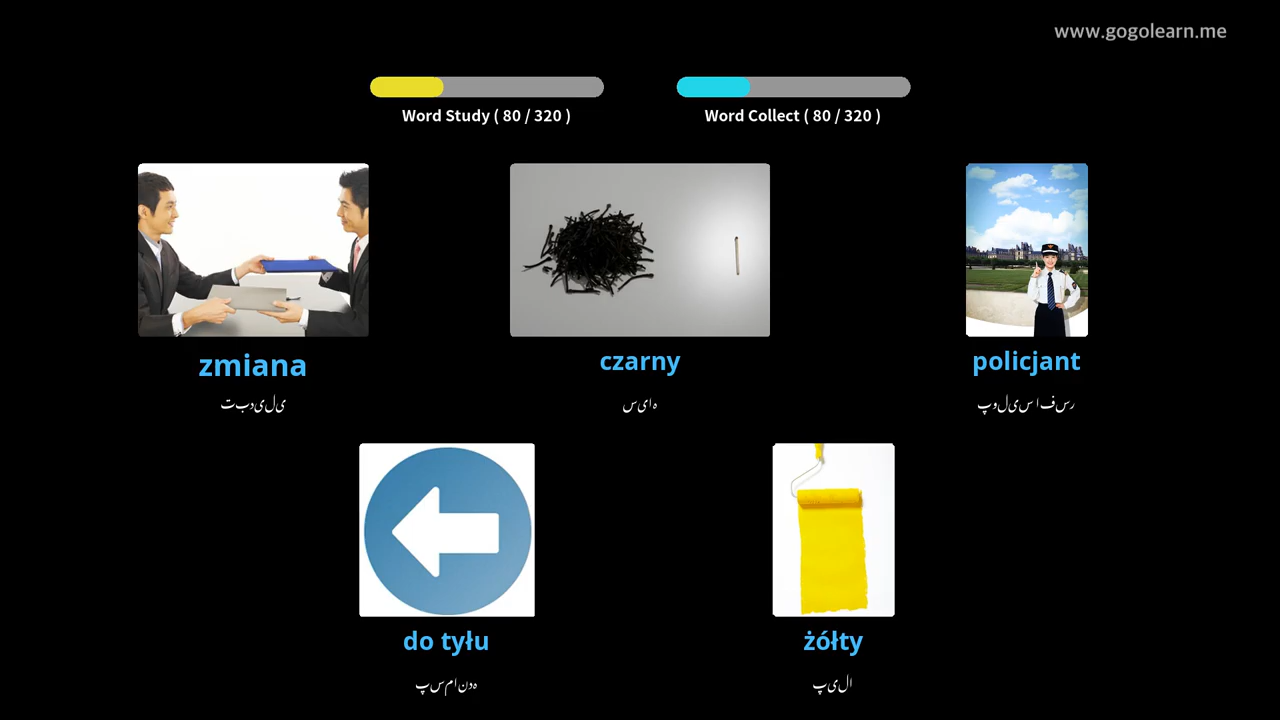 www.gogolearn.me
Word Study ( 80 / 320 )
Word Collect ( 80 / 320 )
zmiana
تبدیلی
czarny
سیاہ
policjant
پولیس افسر
do tyłu
پسماندہ
żółty
پیلا